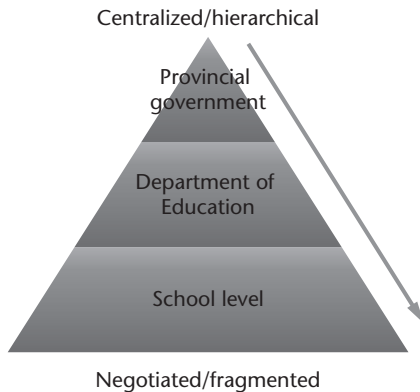 Centralized/hierarchical
Provincial
government
Department of
Education
School level
Negotiated/fragmented